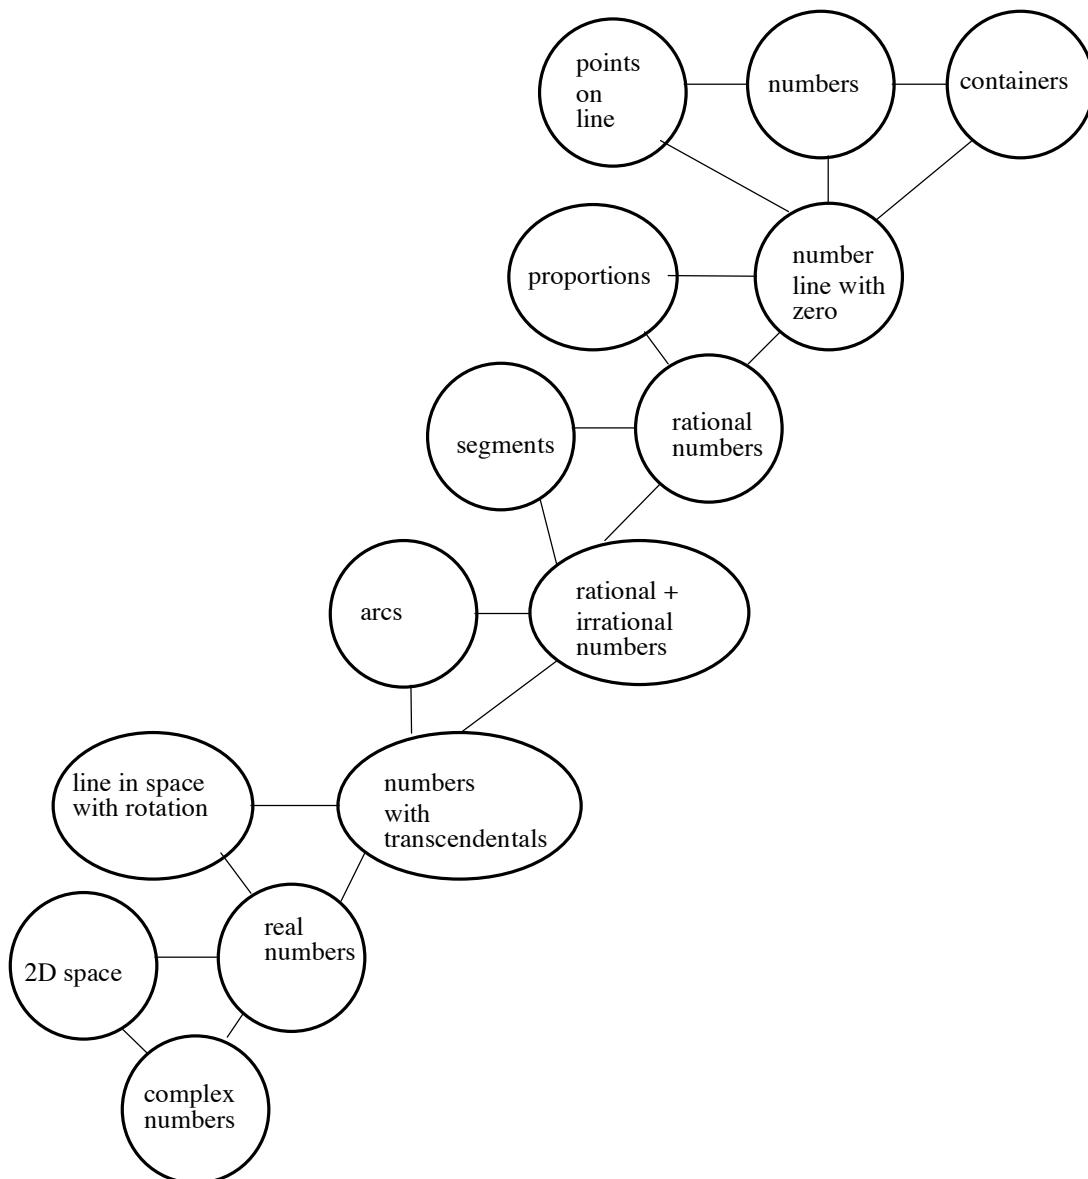 points
on
line
numbers
containers
proportions
number
line with
zero
segments
rational
numbers
arcs
rational +
irrational
numbers
line in space
with rotation
numbers
with
transcendentals
2D space
real
numbers
complex
numbers